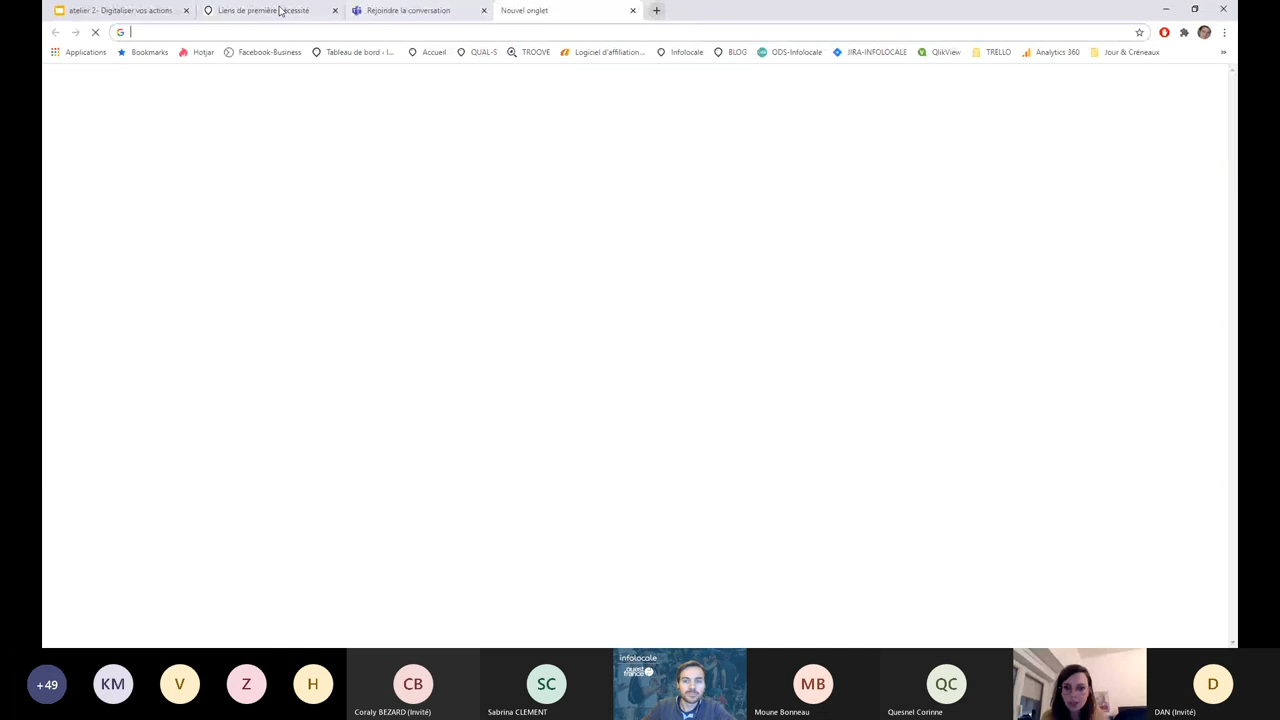 atelier 2- Digitaliser vos actions
Liens de première nécessité
Rejoindre la conversation
Nouvel onglet
Applications
Bookmarks
Hotjar
Facebook-Business
Tableau de bord ‹ I...
Accueil
QUAL-S
TROOVE
Logiciel d'affiliation...
Infolocale
BLOG
ODS-Infolocale
JIRA-INFOLOCALE
QlikView
TRELLO
Analytics 360
Jour & Créneaux
»
+49
KM
V
Z
H
CB
Coraly BEZARD (Invité)
SC
Sabrina CLEMENT
infolocale
ouest
france
MB
Moune Bonneau
QC
Quesnel Corinne
D
DAN (Invité)